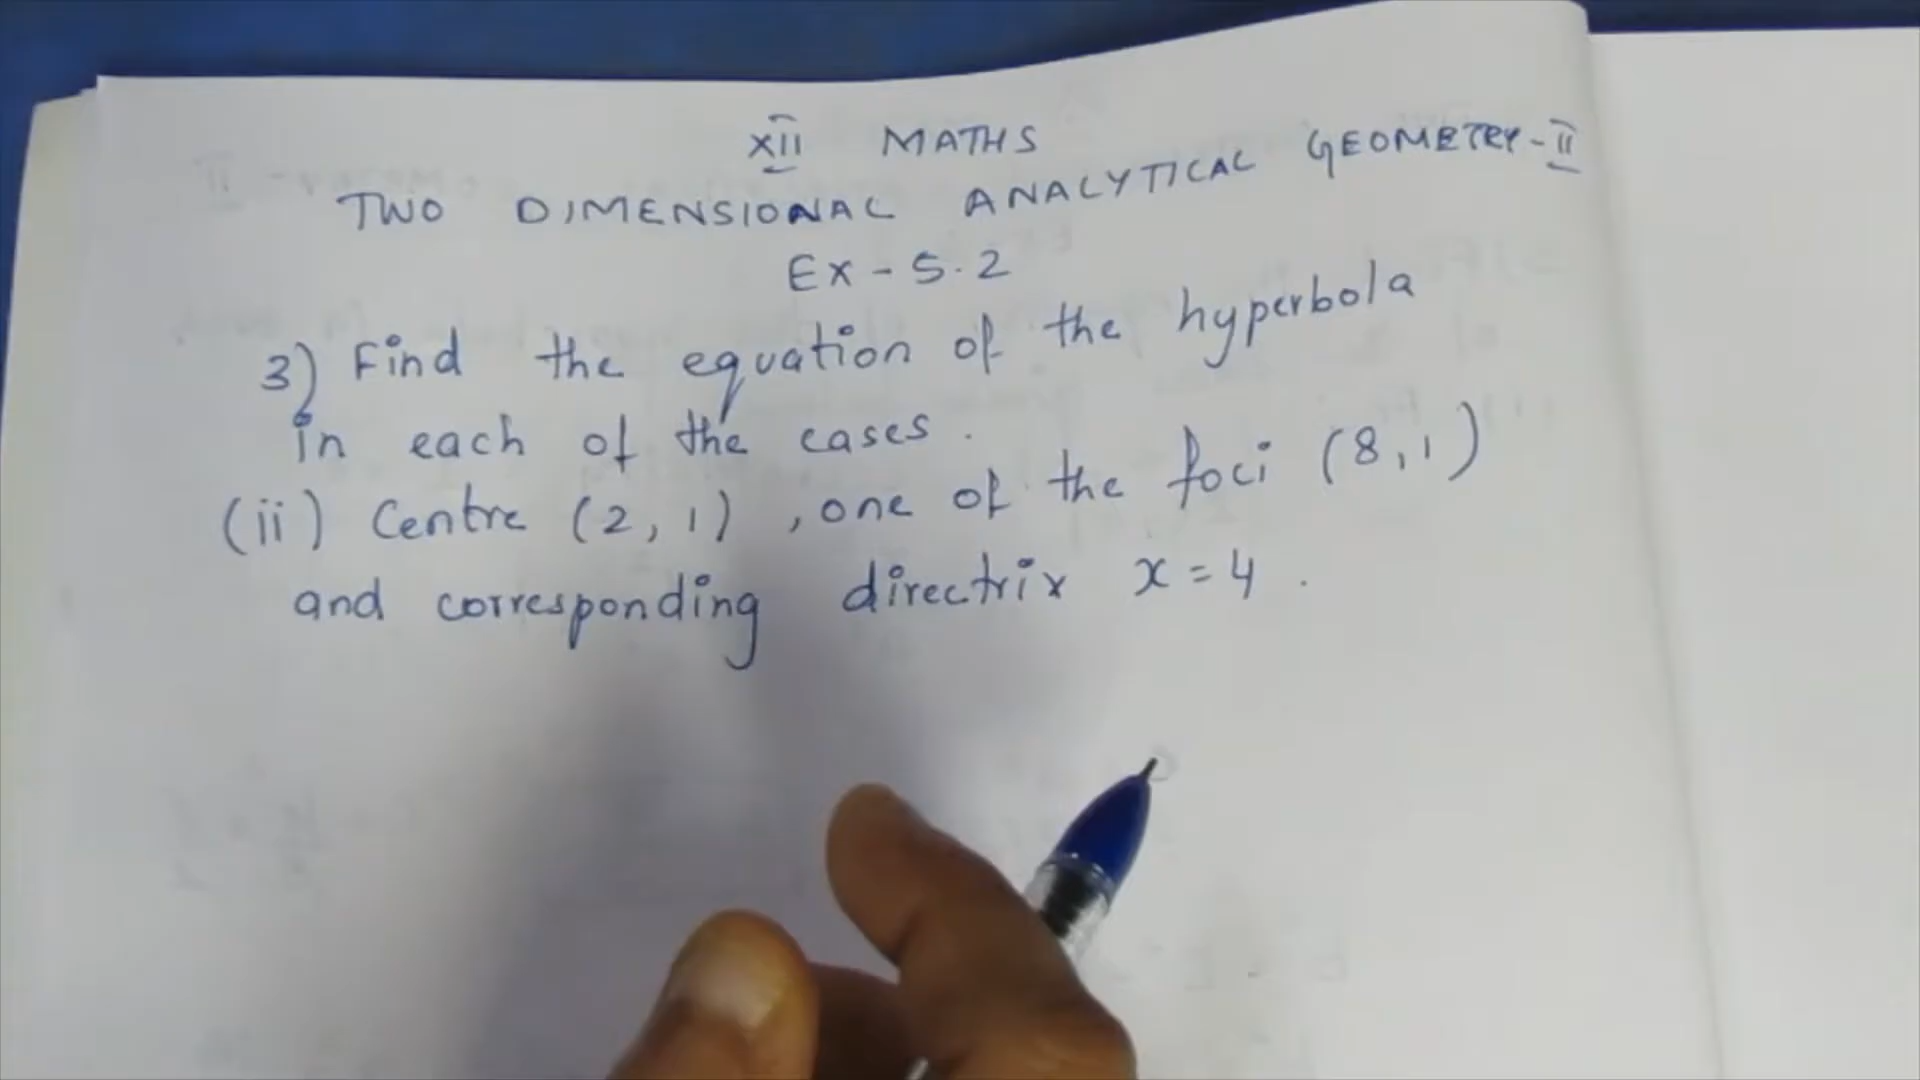 XII MATHS
TWO DIMENSIONAL ANALYTICAL GEOMETRY-II
Ex - 5.2
3) Find the equation of the hyperbola
in each of the cases.
(ii) Centre (2, 1), one of the foci (8, 1)
and corresponding directrix x = 4.